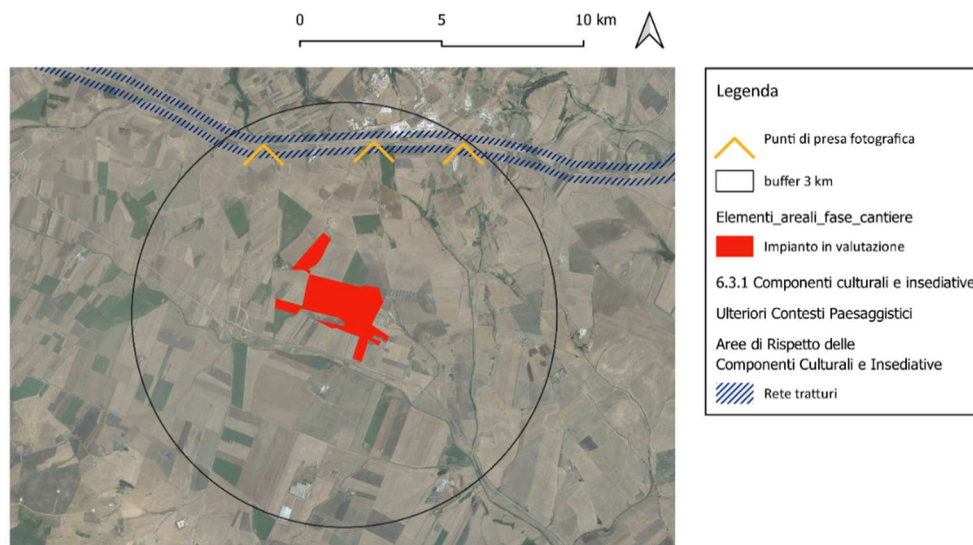 0 5 10 km
Legenda
Punti di presa fotografica
buffer 3 km
Elementi_areali_fase_cantiere
Impianto in valutazione
6.3.1 Componenti culturali e insediative
Ulteriori Contesti Paesaggistici
Aree di Rispetto delle
Componenti Culturali e Insediative
Rete tratturi